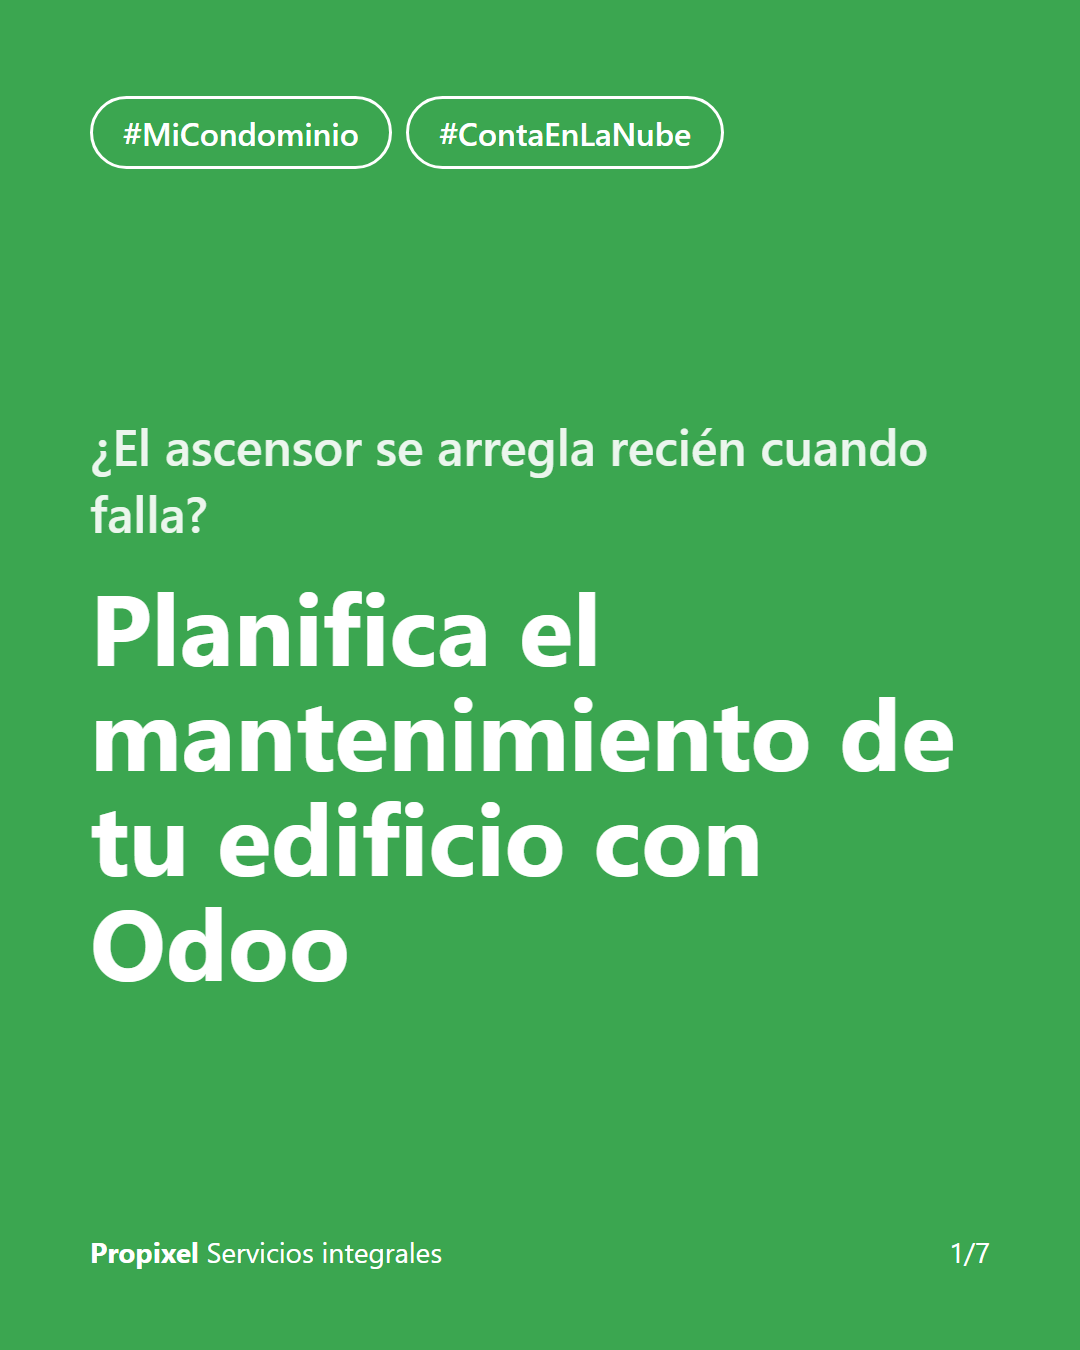 #MiCondominio #ContaEnLaNube
¿El ascensor se arregla recién cuando
falla?
Planifica el
mantenimiento de
tu edificio con
Odoo
Propixel Servicios integrales 1/7